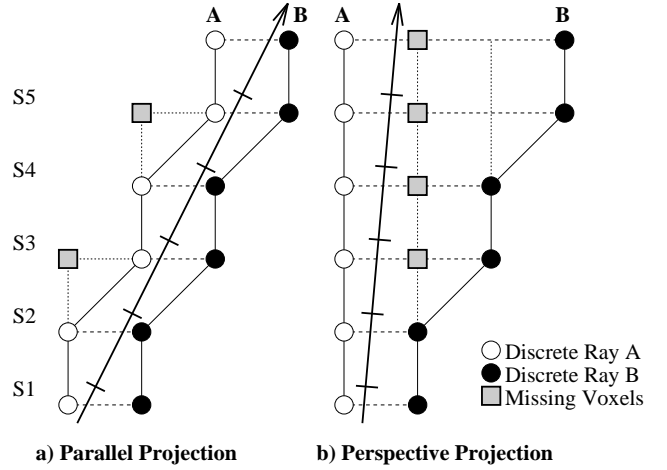 A B A B
S5
S4
S3
S2
S1
Discrete Ray A
Discrete Ray B
Missing Voxels
a) Parallel Projection b) Perspective Projection